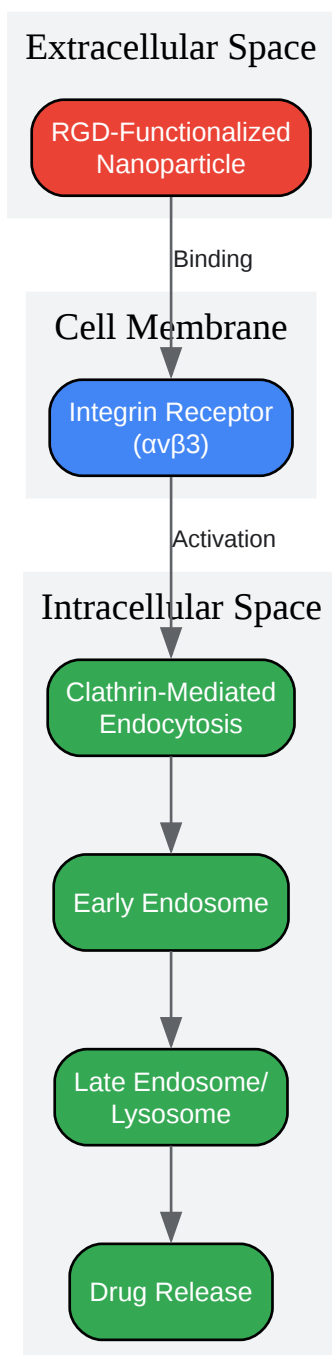 Extracellular Space
RGD-Functionalized
Nanoparticle
Binding
Cell Membrane
Integrin Receptor
(αvβ3)
Activation
Intracellular Space
Clathrin-Mediated
Endocytosis
Early Endosome
Late Endosome/
Lysosome
Drug Release